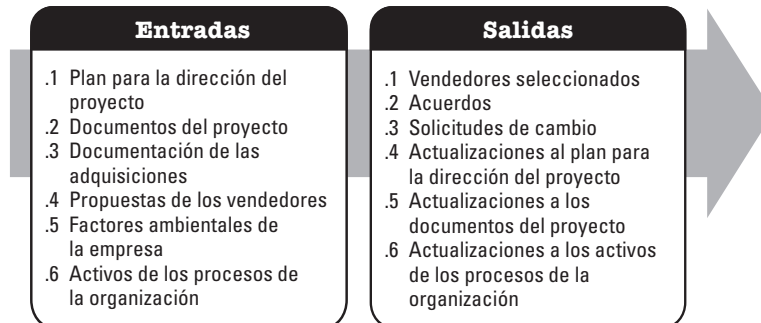 Entradas
.1 Plan para la dirección del
proyecto
.2 Documentos del proyecto
.3 Documentación de las
adquisiciones
.4 Propuestas de los vendedores
.5 Factores ambientales de
la empresa
.6 Activos de los procesos de
la organización
Salidas
.1 Vendedores seleccionados
.2 Acuerdos
.3 Solicitudes de cambio
.4 Actualizaciones al plan para
la dirección del proyecto
.5 Actualizaciones a los
documentos del proyecto
.6 Actualizaciones a los activos
de los procesos de la
organización